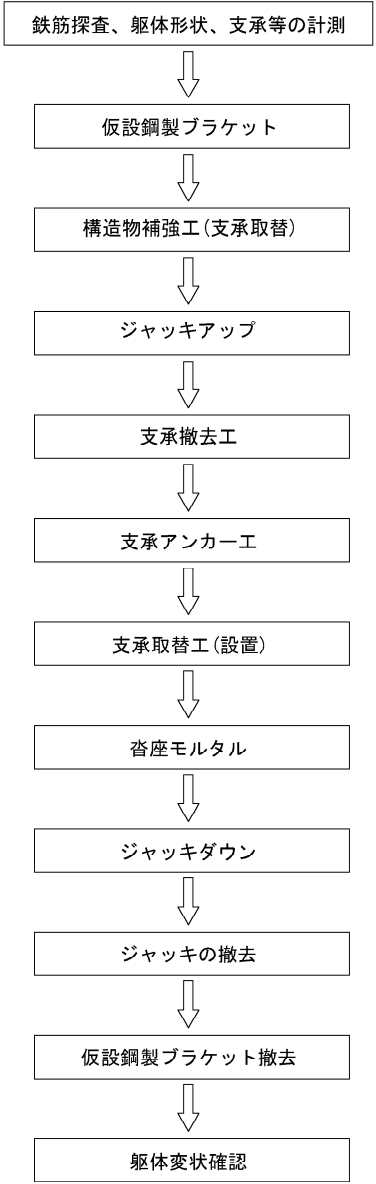 鉄筋探査、躯体形状、支承等の計測
仮設鋼製ブラケット
構造物補強工(支承取替)
ジャッキアップ
支承撤去工
支承アンカー工
支承取替工(設置)
沓座モルタル
ジャッキダウン
ジャッキの撤去
仮設鋼製ブラケット撤去
躯体変状確認